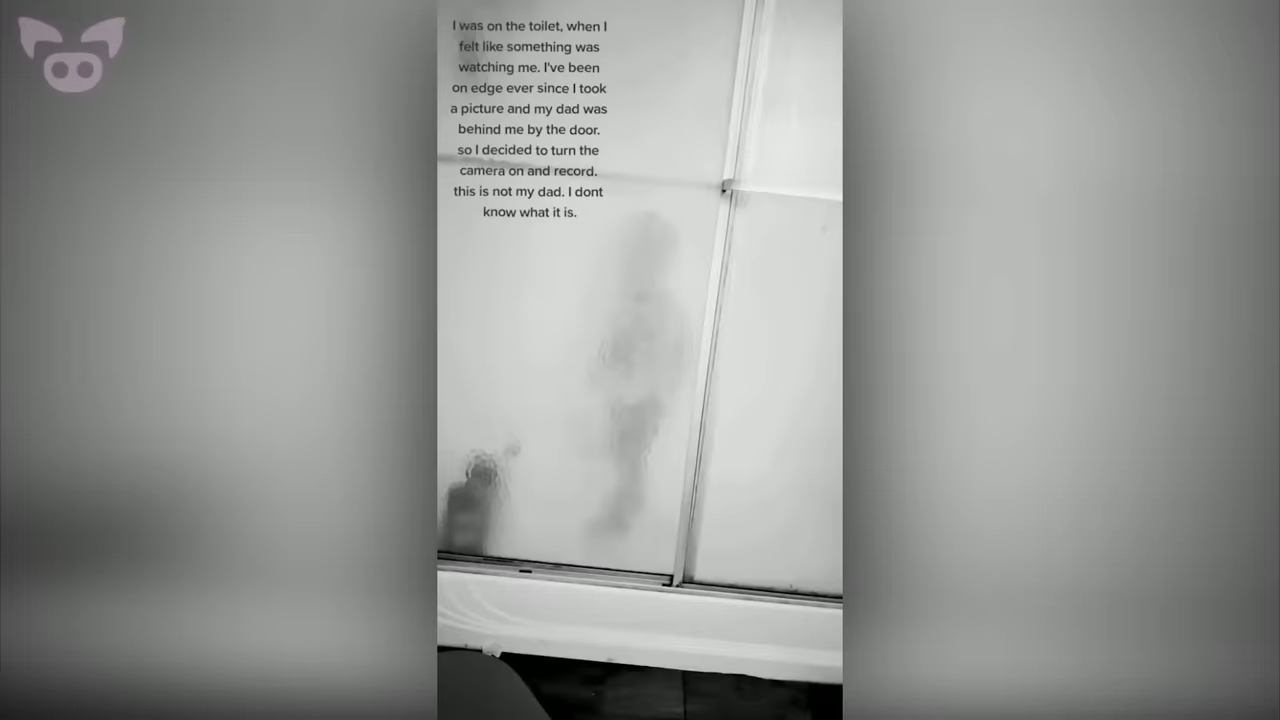 I was on the toilet, when I
felt like something was
watching me. I've been
on edge ever since I took
a picture and my dad was
behind me by the door.
so I decided to turn the
camera on and record.
this is not my dad. I dont
know what it is.